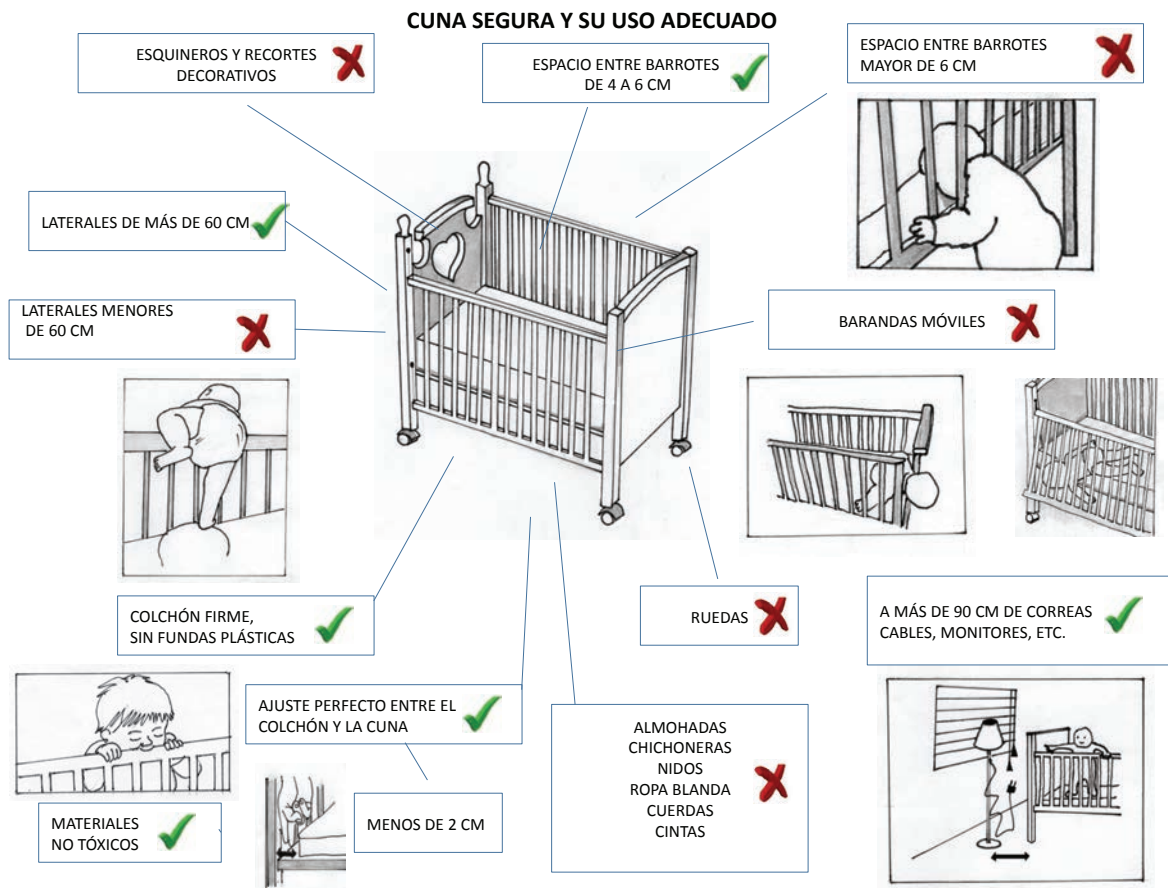 CUNA SEGURA Y SU USO ADECUADO
ESQUINEROS Y RECORTES
DECORATIVOS
ESPACIO ENTRE BARROTES
DE 4 A 6 CM
ESPACIO ENTRE BARROTES
MAYOR DE 6 CM
LATERALES DE MÁS DE 60 CM
LATERALES MENORES
DE 60 CM
BARANDAS MÓVILES
COLCHÓN FIRME,
SIN FUNDAS PLÁSTICAS
RUEDAS
A MÁS DE 90 CM DE CORREAS
CABLES, MONITORES, ETC.
AJUSTE PERFECTO ENTRE EL
COLCHÓN Y LA CUNA
ALMOHADAS
CHICHONERAS
NIDOS
ROPA BLANDA
CUERDAS
CINTAS
MATERIALES
NO TÓXICOS
MENOS DE 2 CM